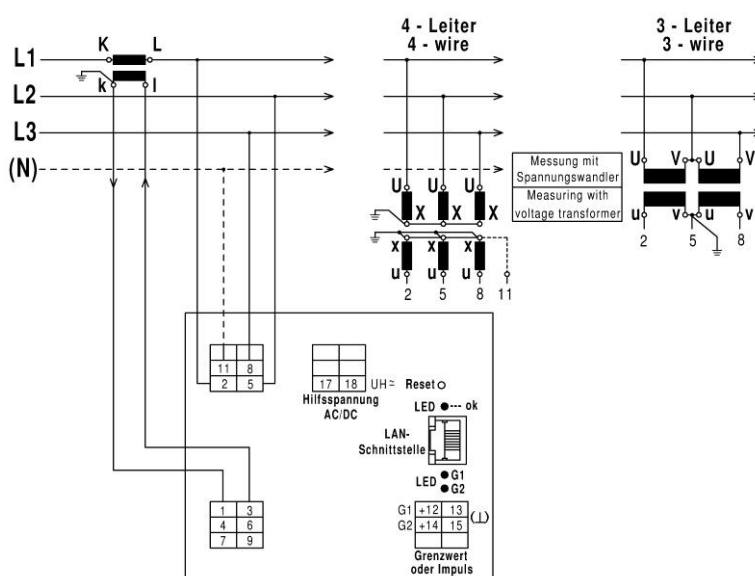 4 - Leiter
4 - wire
3 - Leiter
3 - wire
K L
L1
k l
L2
L3
(N)
U U U
X X X
x x x
u u u
2 5 8 11
Messung mit
Spannungswandler
Measuring with
voltage transformer
U V U V
u v u v
2 5 8
11 8
2 5
17 18 UH≂
Hilfsspannung
AC/DC
Reset
LED --- ok
LAN-
Schnittstelle
LED G1
G2
1 3
4 6
7 9
G1 +12 13
G2 +14 15
(⊥)
Grenzwert
oder Impuls